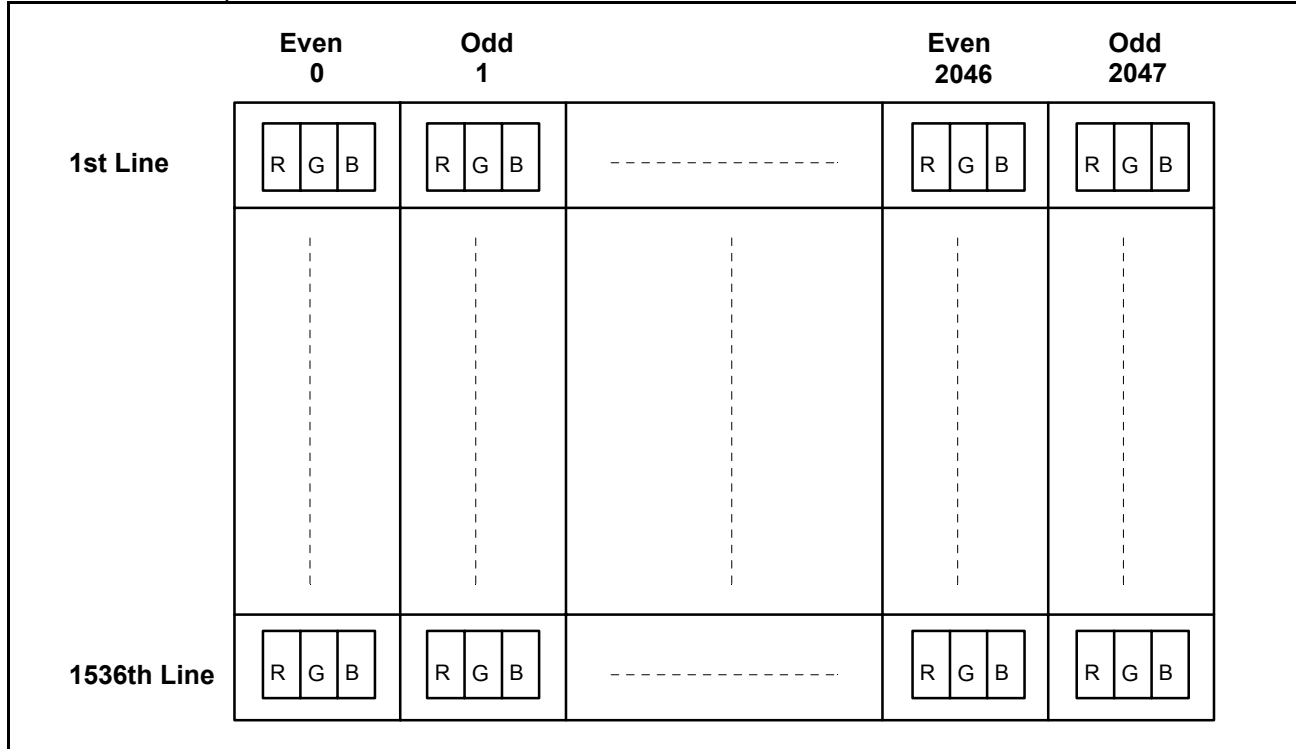 Even Odd Even Odd
0 1 2046 2047
1st Line R G B R G B R G B R G B
1536th Line R G B R G B R G B R G B